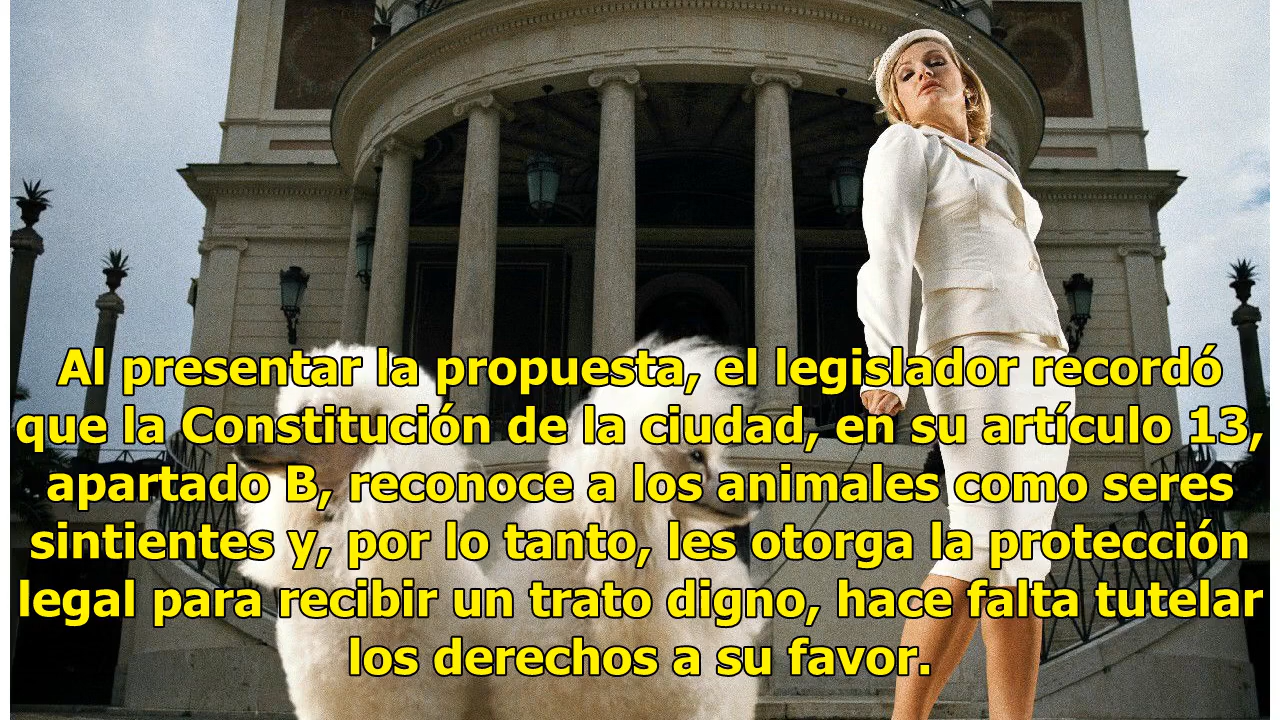 Al presentar la propuesta, el legislador recordó
que la Constitución de la ciudad, en su artículo 13,
apartado B, reconoce a los animales como seres
sintientes y, por lo tanto, les otorga la protección
legal para recibir un trato digno, hace falta tutelar
los derechos a su favor.